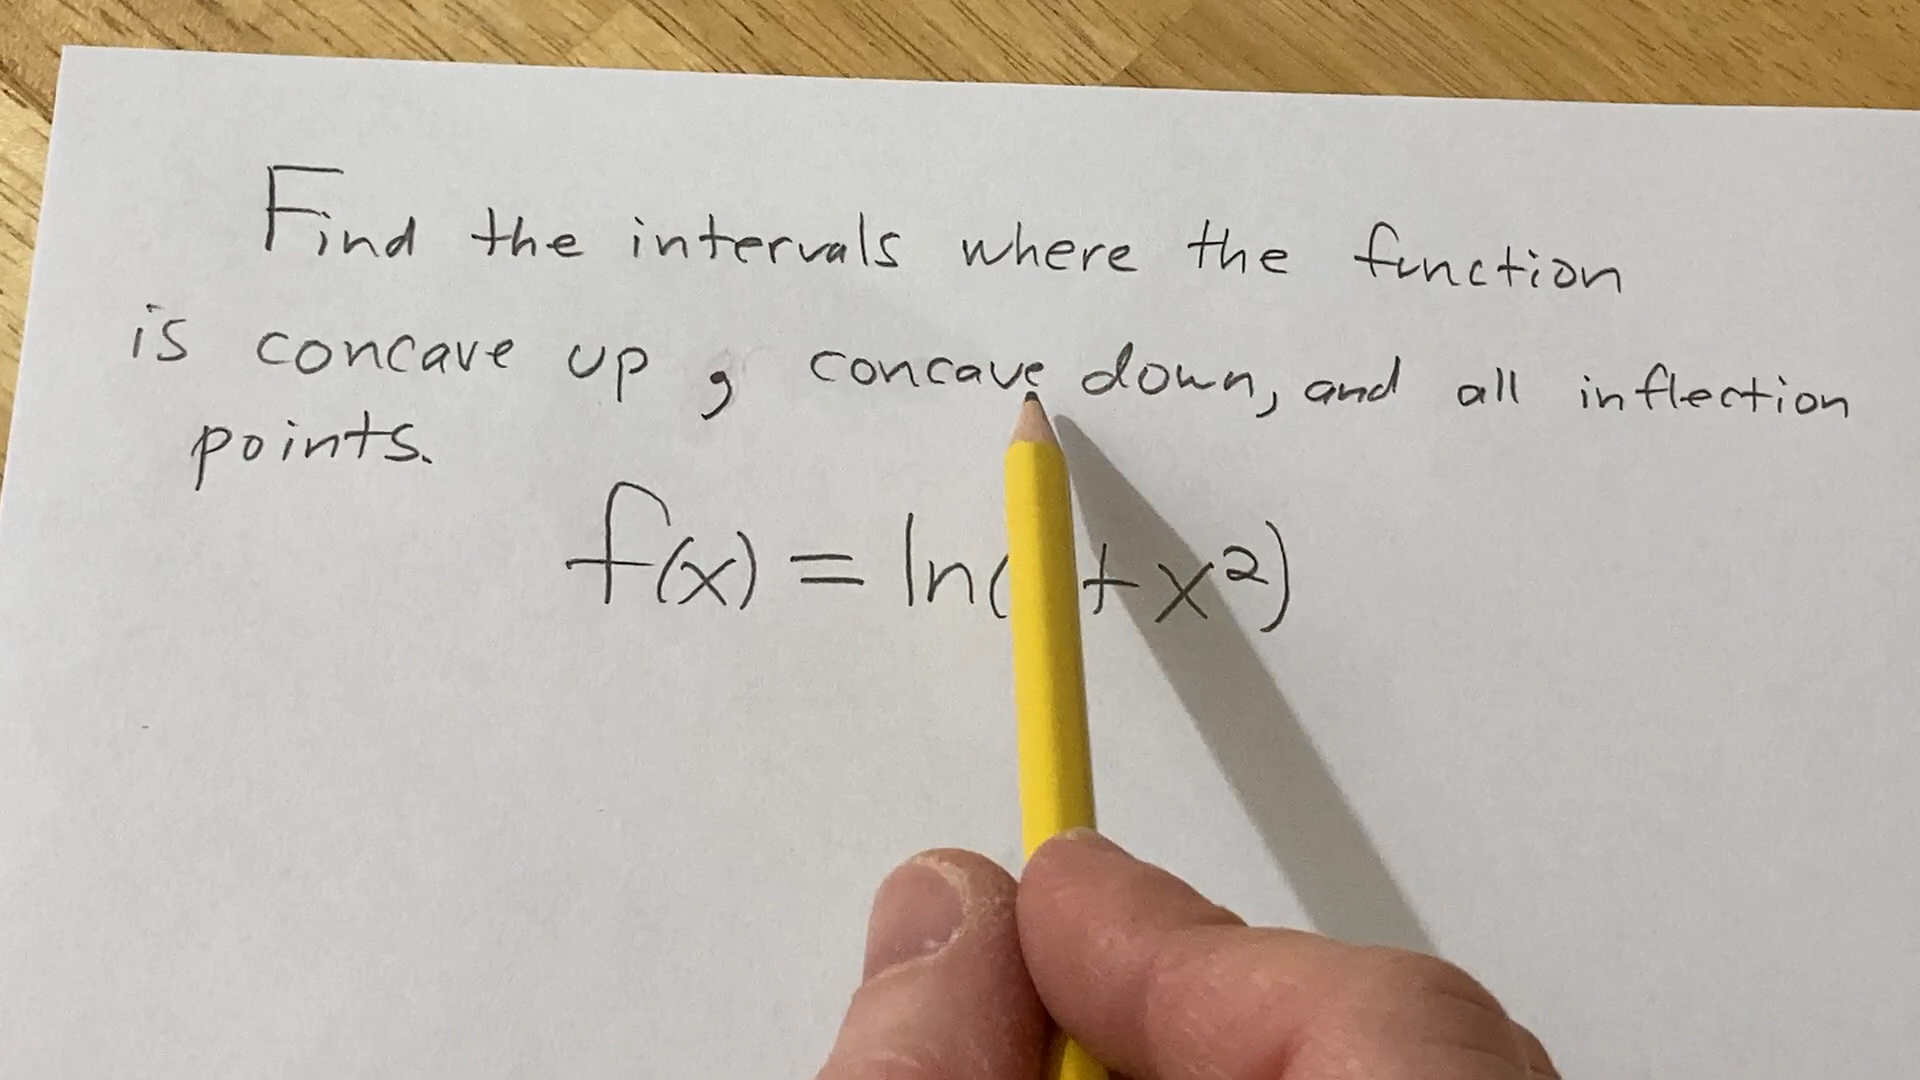 Find the intervals where the function
is concave up, concave down, and all inflection
points.
f(x) = ln( + x²)